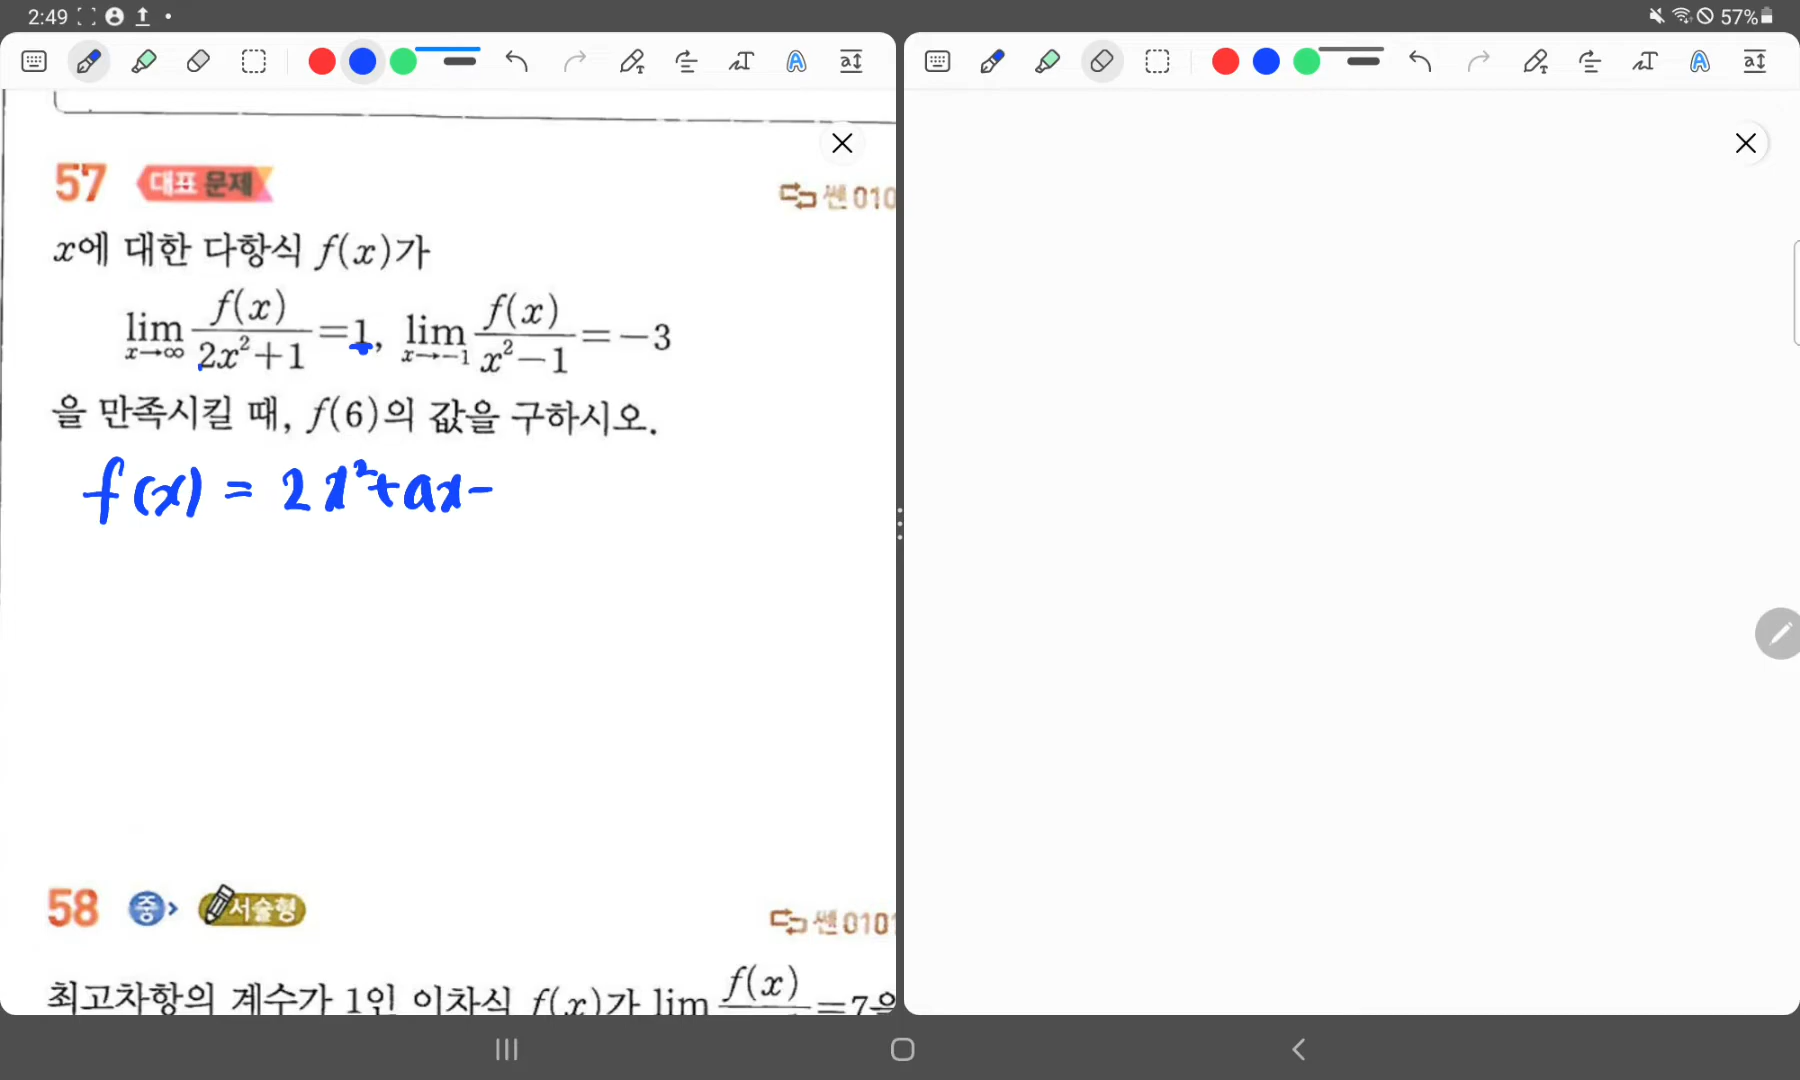 2:49
57%
57 대표 문제
쎈 010
x에 대한 다항식 f(x)가
lim x→∞ f(x)/(2x²+1)=1, lim x→-1 f(x)/(x²-1)=-3
을 만족시킬 때, f(6)의 값을 구하시오.
f(x) = 2x²+ax-
58 중 서술형
쎈 0101
최고차항의 계수가 1인 이차식 f(x)가 lim f(x) =7을